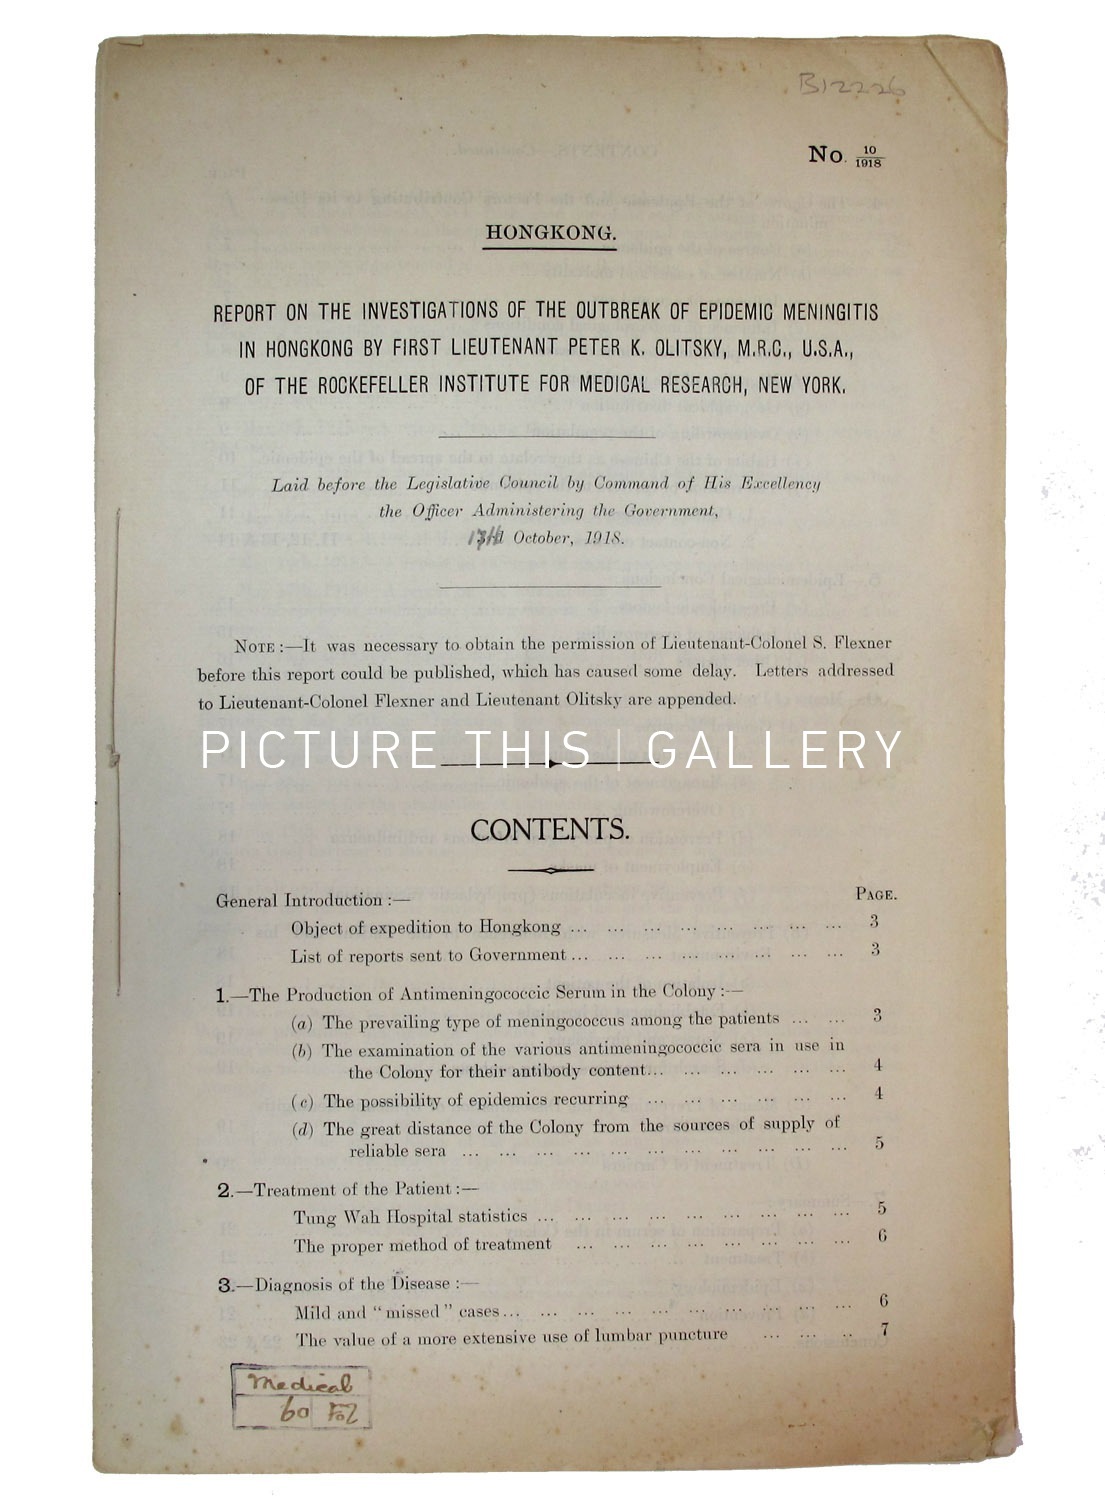 B12226
No. 10/1918
HONGKONG.
REPORT ON THE INVESTIGATIONS OF THE OUTBREAK OF EPIDEMIC MENINGITIS
IN HONGKONG BY FIRST LIEUTENANT PETER K. OLITSKY, M.R.C., U.S.A.,
OF THE ROCKEFELLER INSTITUTE FOR MEDICAL RESEARCH, NEW YORK.
Laid before the Legislative Council by Command of His Excellency
the Officer Administering the Government,
October, 1918.
NOTE :—It was necessary to obtain the permission of Lieutenant-Colonel S. Flexner
before this report could be published, which has caused some delay. Letters addressed
to Lieutenant-Colonel Flexner and Lieutenant Olitsky are appended.
PICTURE THIS | GALLERY
CONTENTS.
PAGE.
General Introduction :—
Object of expedition to Hongkong ... ... ... ... ... ... ... ... 3
List of reports sent to Government ... ... ... ... ... ... ... ... 3
1.—The Production of Antimeningococcic Serum in the Colony :—
(a) The prevailing type of meningococcus among the patients ... ... 3
(b) The examination of the various antimeningococcic sera in use in
the Colony for their antibody content... ... ... ... ... ... 4
(c) The possibility of epidemics recurring ... ... ... ... ... ... 4
(d) The great distance of the Colony from the sources of supply of
reliable sera ... ... ... ... ... ... ... ... ... ... ... 5
2.—Treatment of the Patient :—
Tung Wah Hospital statistics ... ... ... ... ... ... ... ... ... 5
The proper method of treatment ... ... ... ... ... ... ... ... 6
3.—Diagnosis of the Disease :—
Mild and “missed” cases... ... ... ... ... ... ... ... ... ... 6
The value of a more extensive use of lumbar puncture ... ... .. 7
Medical
60